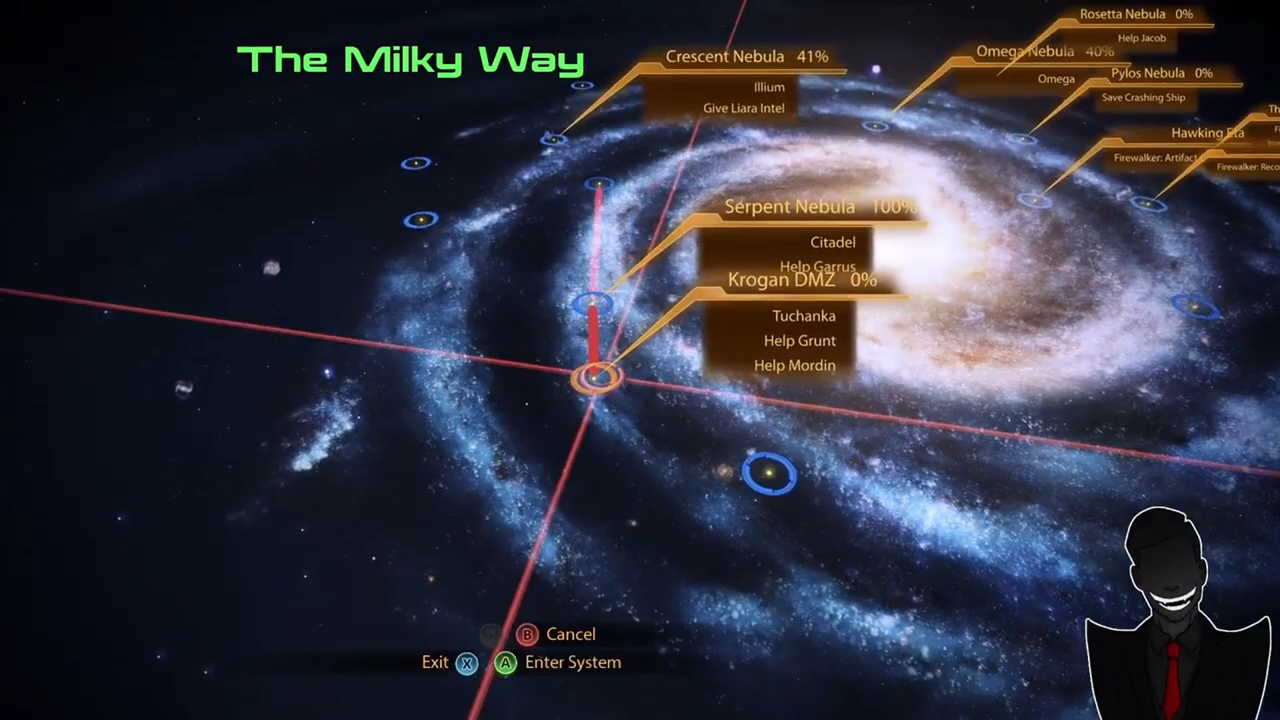 The Milky Way
Rosetta Nebula 0%
Help Jacob
Crescent Nebula 41%
Illium
Give Liara Intel
Omega Nebula 40%
Omega
Pylos Nebula 0%
Save Crashing Ship
Hawking Eta
Firewalker: Artifact
Serpent Nebula 100%
Citadel
Help Garrus
Krogan DMZ 0%
Tuchanka
Help Grunt
Help Mordin
B Cancel
Exit X A Enter System